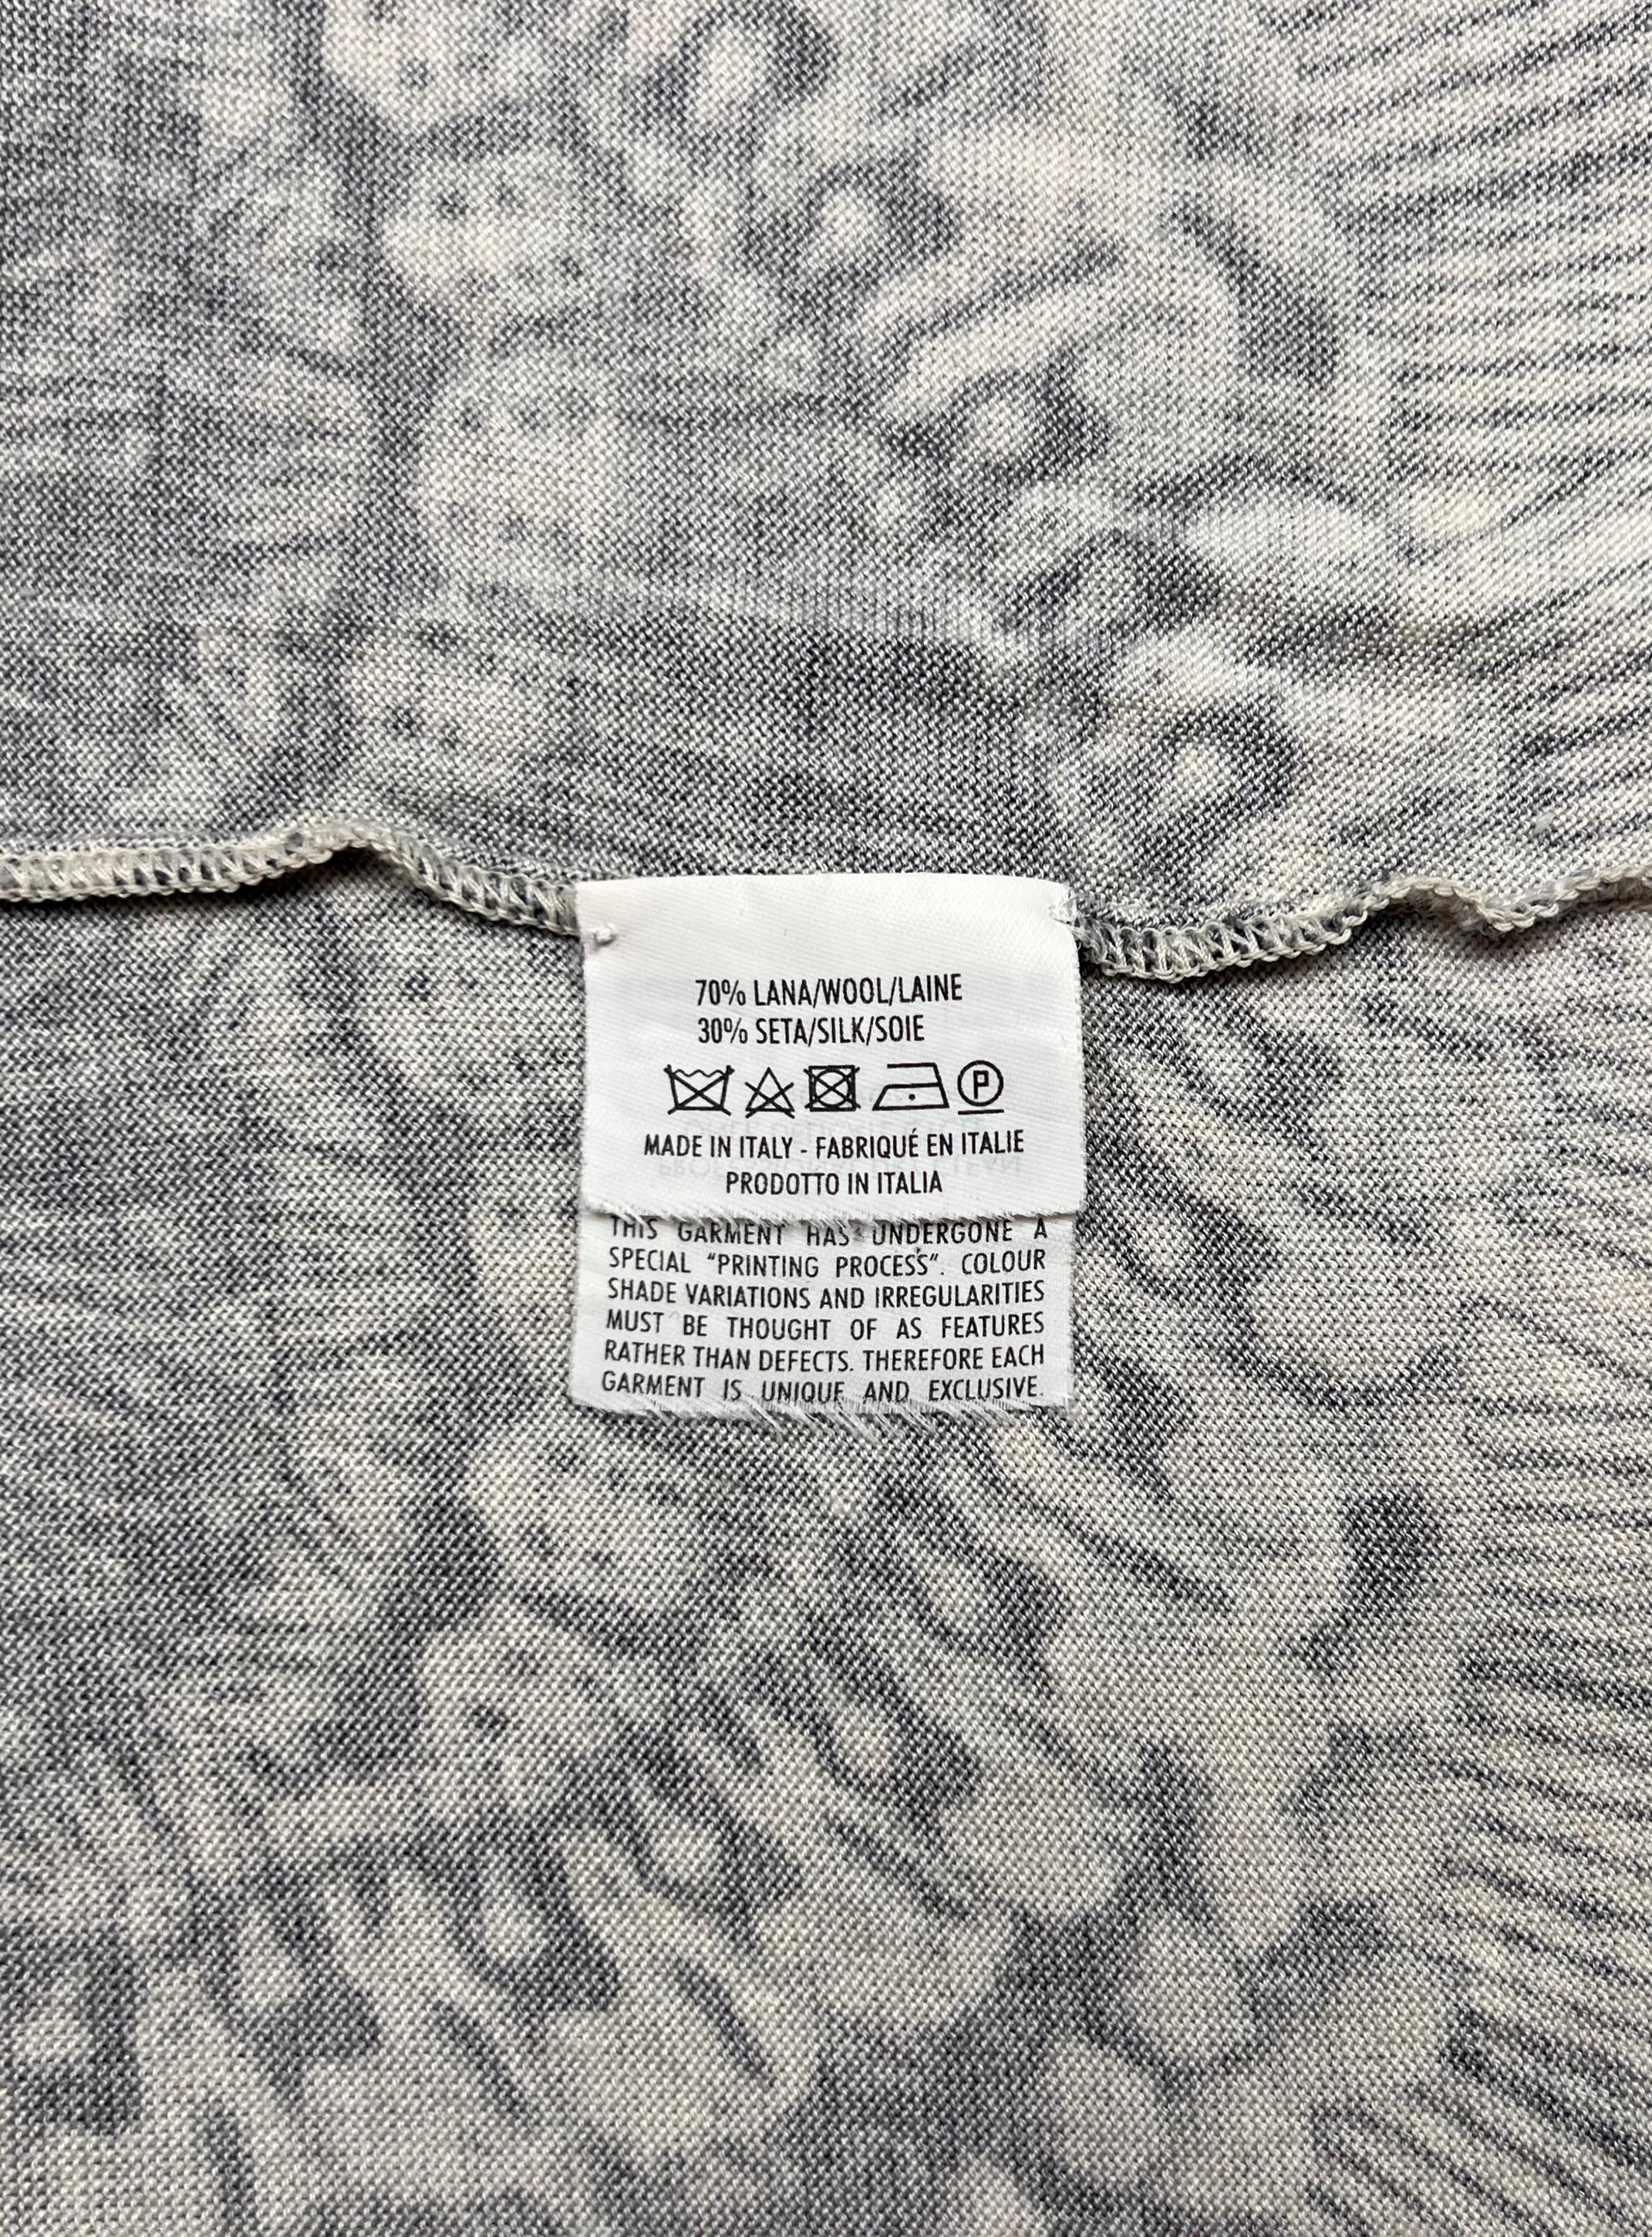 70% LANA/WOOL/LAINE
30% SETA/SILK/SOIE
P
MADE IN ITALY - FABRIQUÉ EN ITALIE
PRODOTTO IN ITALIA
THIS GARMENT HAS UNDERGONE A
SPECIAL “PRINTING PROCESS“. COLOUR
SHADE VARIATIONS AND IRREGULARITIES
MUST BE THOUGHT OF AS FEATURES
RATHER THAN DEFECTS. THEREFORE EACH
GARMENT IS UNIQUE AND EXCLUSIVE.